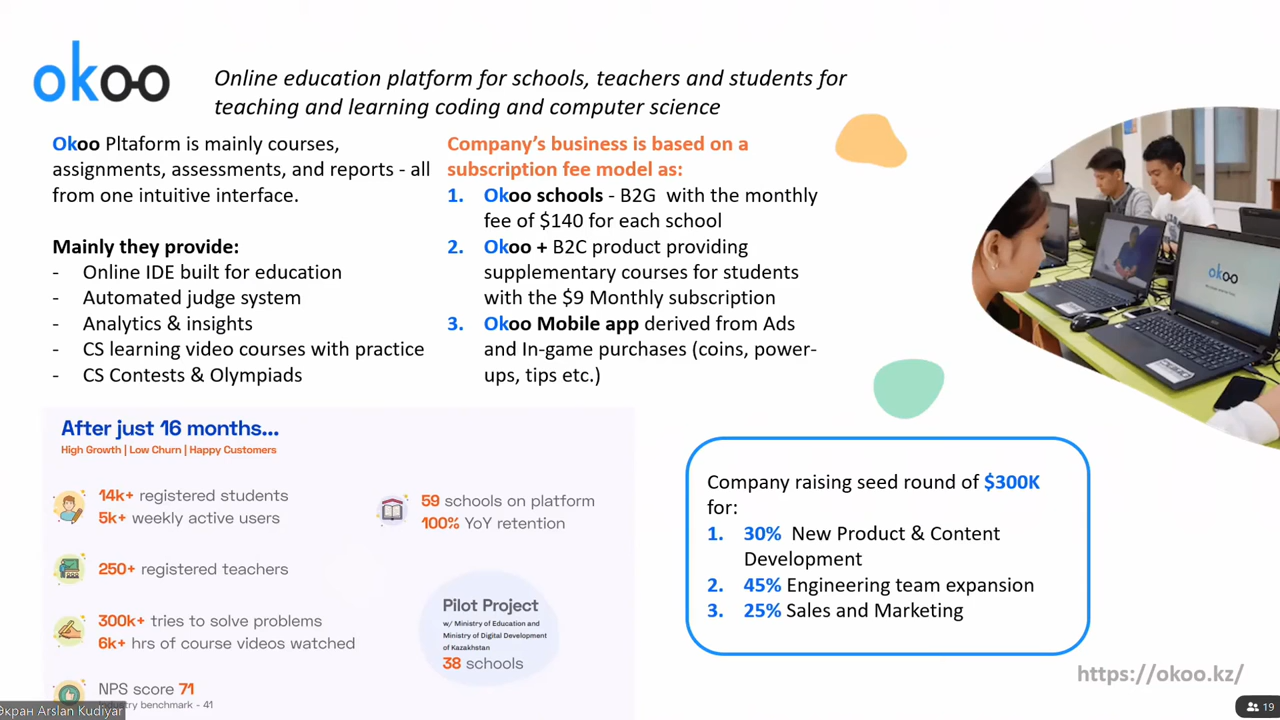 okoo
Online education platform for schools, teachers and students for
teaching and learning coding and computer science
Okoo Pltaform is mainly courses,
assignments, assessments, and reports - all
from one intuitive interface.
Mainly they provide:
- Online IDE built for education
- Automated judge system
- Analytics & insights
- CS learning video courses with practice
- CS Contests & Olympiads
Company's business is based on a
subscription fee model as:
1. Okoo schools - B2G with the monthly
fee of $140 for each school
2. Okoo + B2C product providing
supplementary courses for students
with the $9 Monthly subscription
3. Okoo Mobile app derived from Ads
and In-game purchases (coins, power-
ups, tips etc.)
okoo
After just 16 months...
High Growth | Low Churn | Happy Customers
14k+ registered students
5k+ weekly active users
250+ registered teachers
300k+ tries to solve problems
6k+ hrs of course videos watched
NPS score 71
benchmark - 41
59 schools on platform
100% YoY retention
Pilot Project
w/ Ministry of Education and
Ministry of Digital Development
of Kazakhstan
38 schools
Company raising seed round of $300K
for:
1. 30% New Product & Content
Development
2. 45% Engineering team expansion
3. 25% Sales and Marketing
https://okoo.kz/
Экран Arslan Kudiyar
19